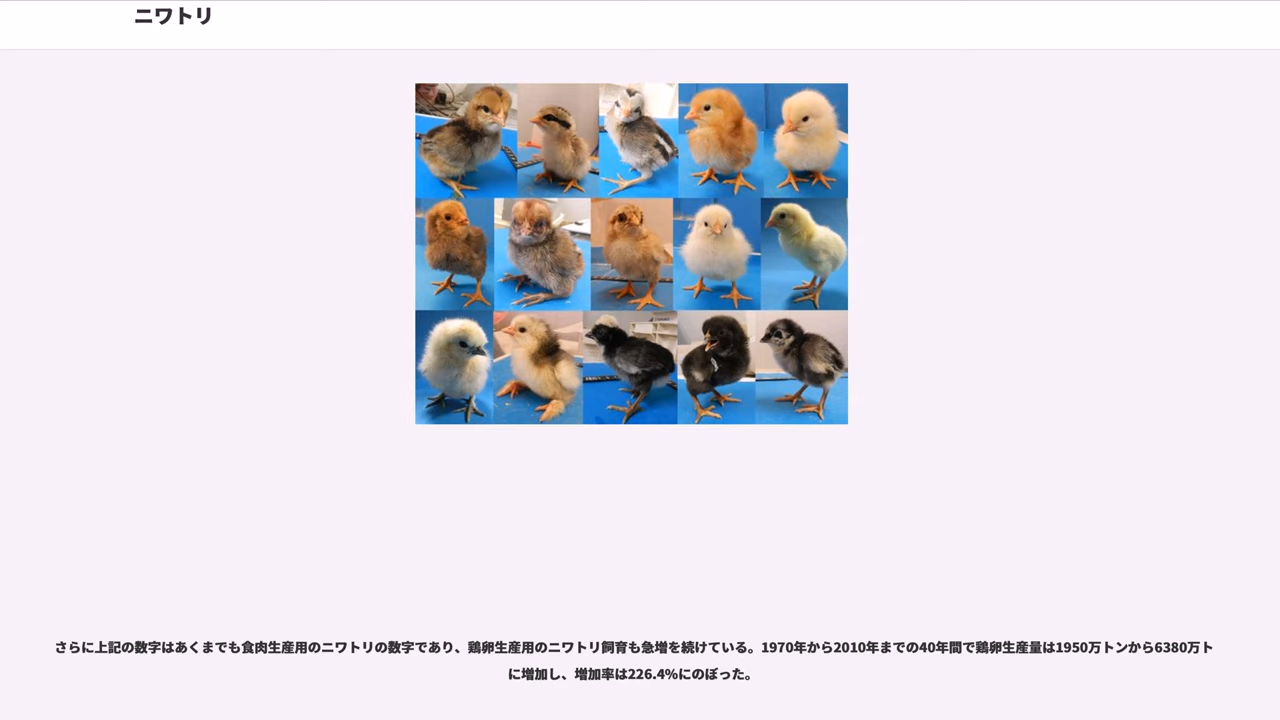 ニワトリ
さらに上記の数字はあくまでも食肉生産用のニワトリの数字であり、鶏卵生産用のニワトリ飼育も急増を続けている。1970年から2010年までの40年間で鶏卵生産量は1950万トンから6380万ト
に増加し、増加率は226.4%にのぼった。